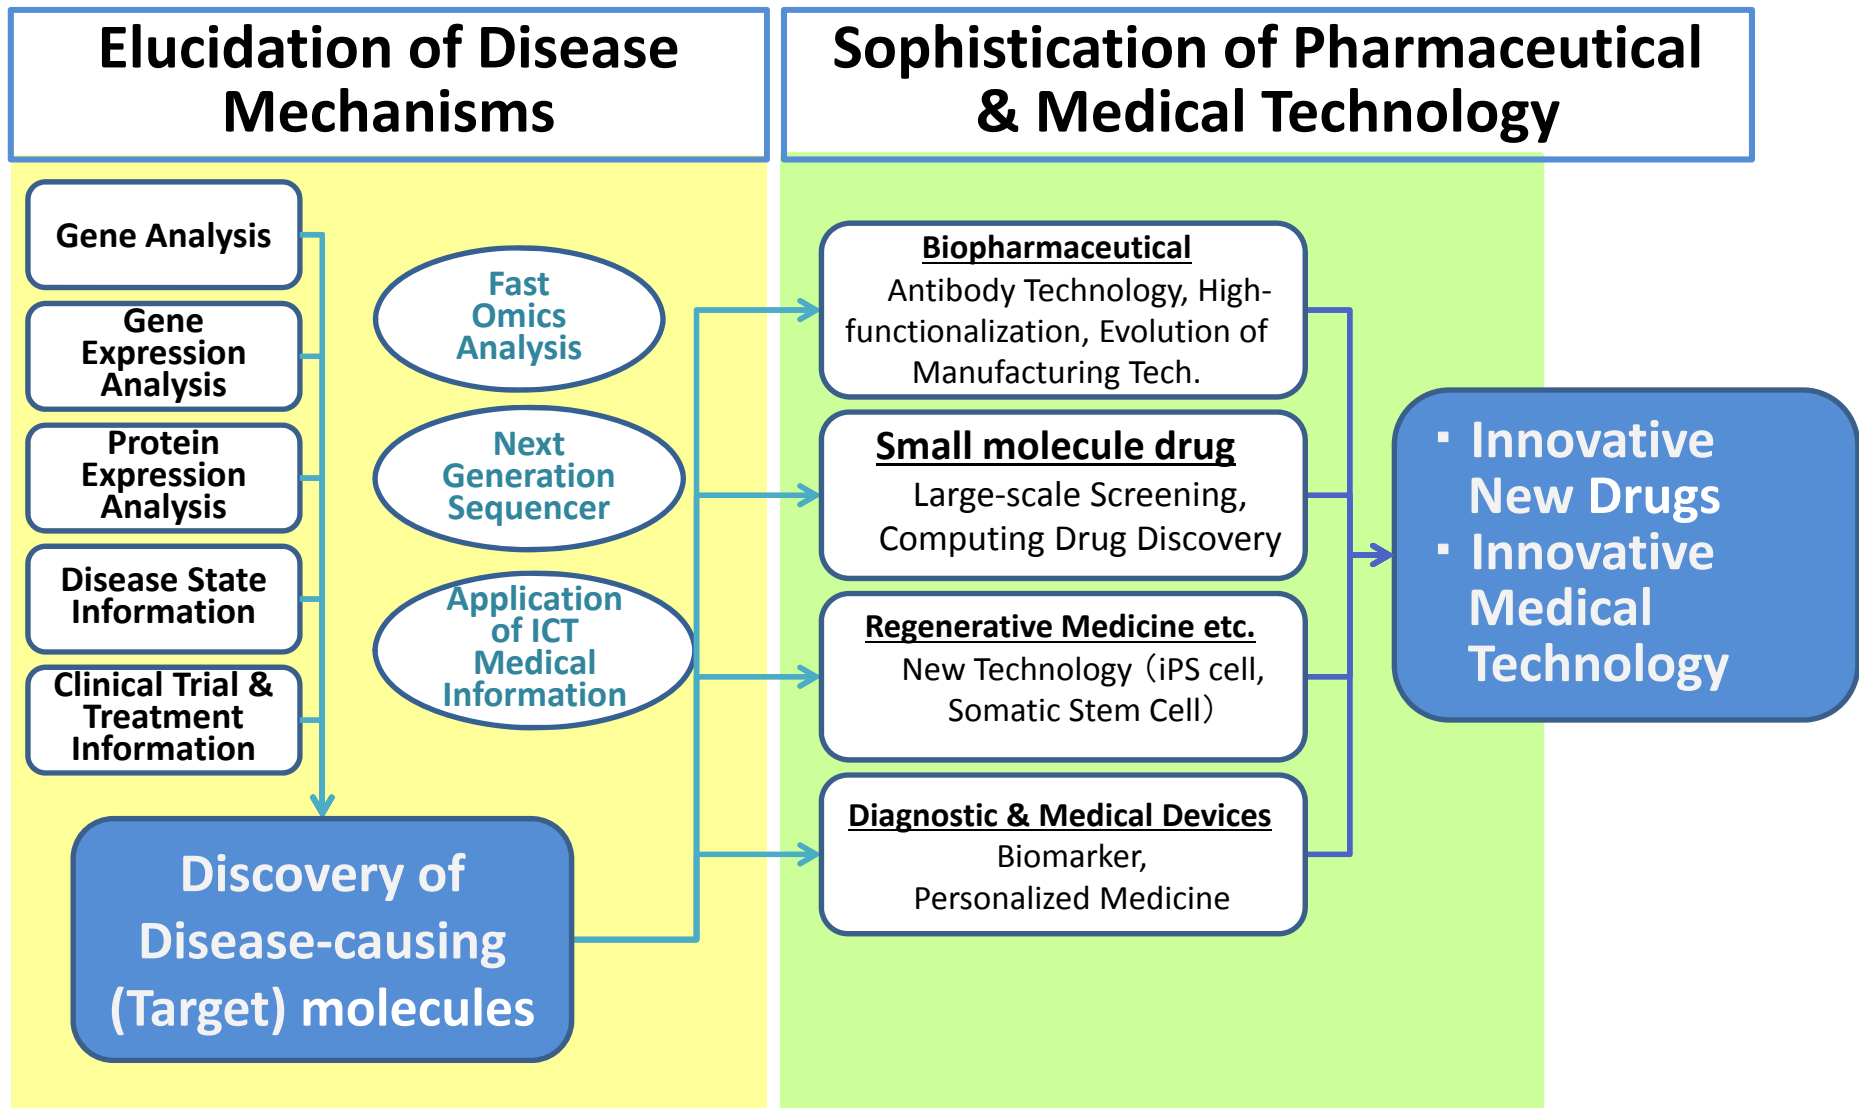 Elucidation of Disease
Mechanisms
Sophistication of Pharmaceutical
& Medical Technology
Gene Analysis
Gene
Expression
Analysis
Protein
Expression
Analysis
Disease State
Information
Clinical Trial &
Treatment
Information
Fast
Omics
Analysis
Next
Generation
Sequencer
Application
of ICT
Medical
Information
Discovery of
Disease-causing
(Target) molecules
Biopharmaceutical
Antibody Technology, High-
functionalization, Evolution of
Manufacturing Tech.
Small molecule drug
Large-scale Screening,
Computing Drug Discovery
Regenerative Medicine etc.
New Technology（iPS cell,
Somatic Stem Cell）
Diagnostic & Medical Devices
Biomarker,
Personalized Medicine
▪ Innovative
New Drugs
▪ Innovative
Medical
Technology